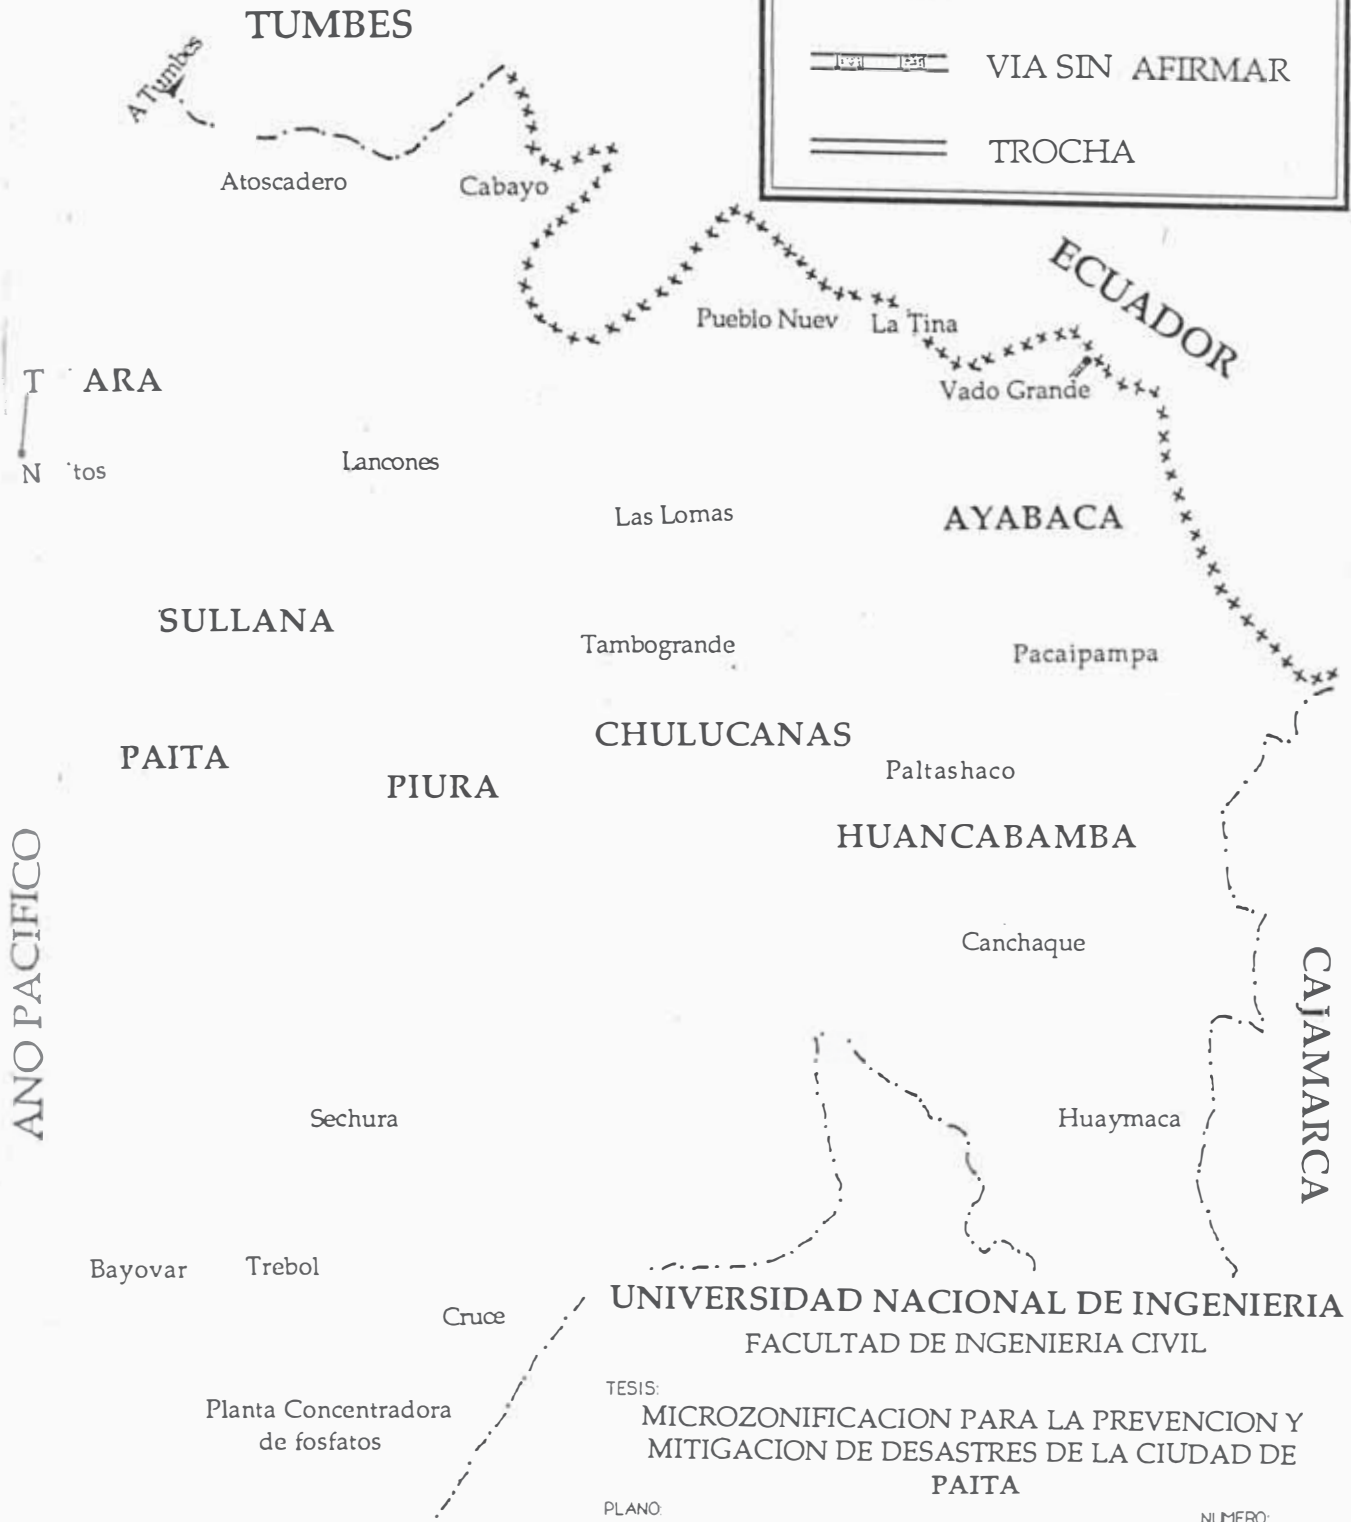 TUMBES
A Tumbes
VIA SIN AFIRMAR
TROCHA
Atoscadero
Cabayo
ECUADOR
Pueblo Nuev
La Tina
Vado Grande
T ARA
N tos
Lancones
Las Lomas
AYABACA
SULLANA
Tambogrande
Pacaipampa
CHULUCANAS
PAITA
PIURA
Paltashaco
HUANCABAMBA
ANO PACIFICO
Canchaque
CAJAMARCA
Sechura
Huaymaca
Bayovar
Trebol
Cruce
UNIVERSIDAD NACIONAL DE INGENIERIA
FACULTAD DE INGENIERIA CIVIL
TESIS:
MICROZONIFICACION PARA LA PREVENCION Y
MITIGACION DE DESASTRES DE LA CIUDAD DE
PAITA
Planta Concentradora
de fosfatos
PLANO:
NUMERO: